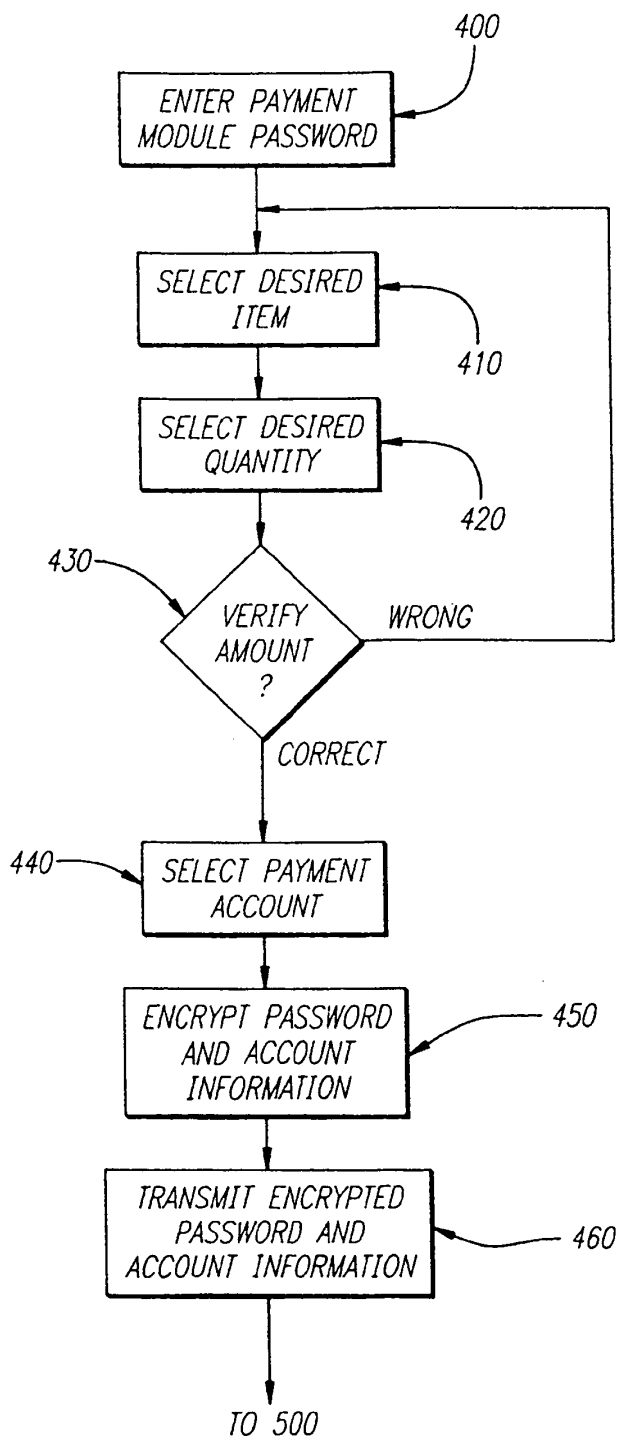 400
ENTER PAYMENT
MODULE PASSWORD
SELECT DESIRED
ITEM
410
SELECT DESIRED
QUANTITY
420
430
VERIFY
AMOUNT
?
WRONG
CORRECT
440
SELECT PAYMENT
ACCOUNT
ENCRYPT PASSWORD
AND ACCOUNT
INFORMATION
450
TRANSMIT ENCRYPTED
PASSWORD AND
ACCOUNT INFORMATION
460
TO 500